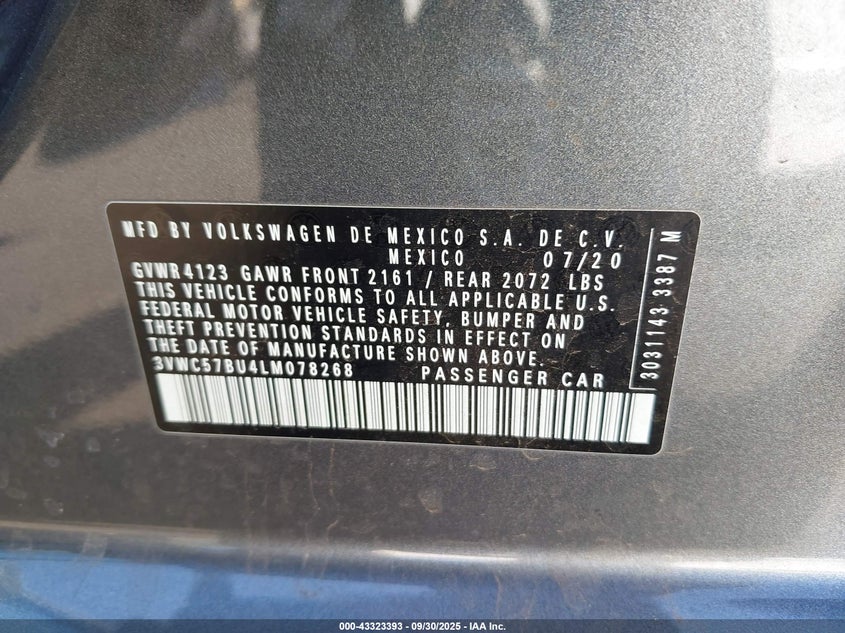 MFD BY VOLKSWAGEN DE MEXICO S.A. DE C.V.
MEXICO 07/20
GVWR 4123 GAWR FRONT 2161 / REAR 2072 LBS
THIS VEHICLE CONFORMS TO ALL APPLICABLE U.S.
FEDERAL MOTOR VEHICLE SAFETY, BUMPER AND
THEFT PREVENTION STANDARDS IN EFFECT ON
THE DATE OF MANUFACTURE SHOWN ABOVE.
3VWC57BU4LM078268 PASSENGER CAR
3031143 3387 M
000-43323393 - 09/30/2025 - IAA Inc.